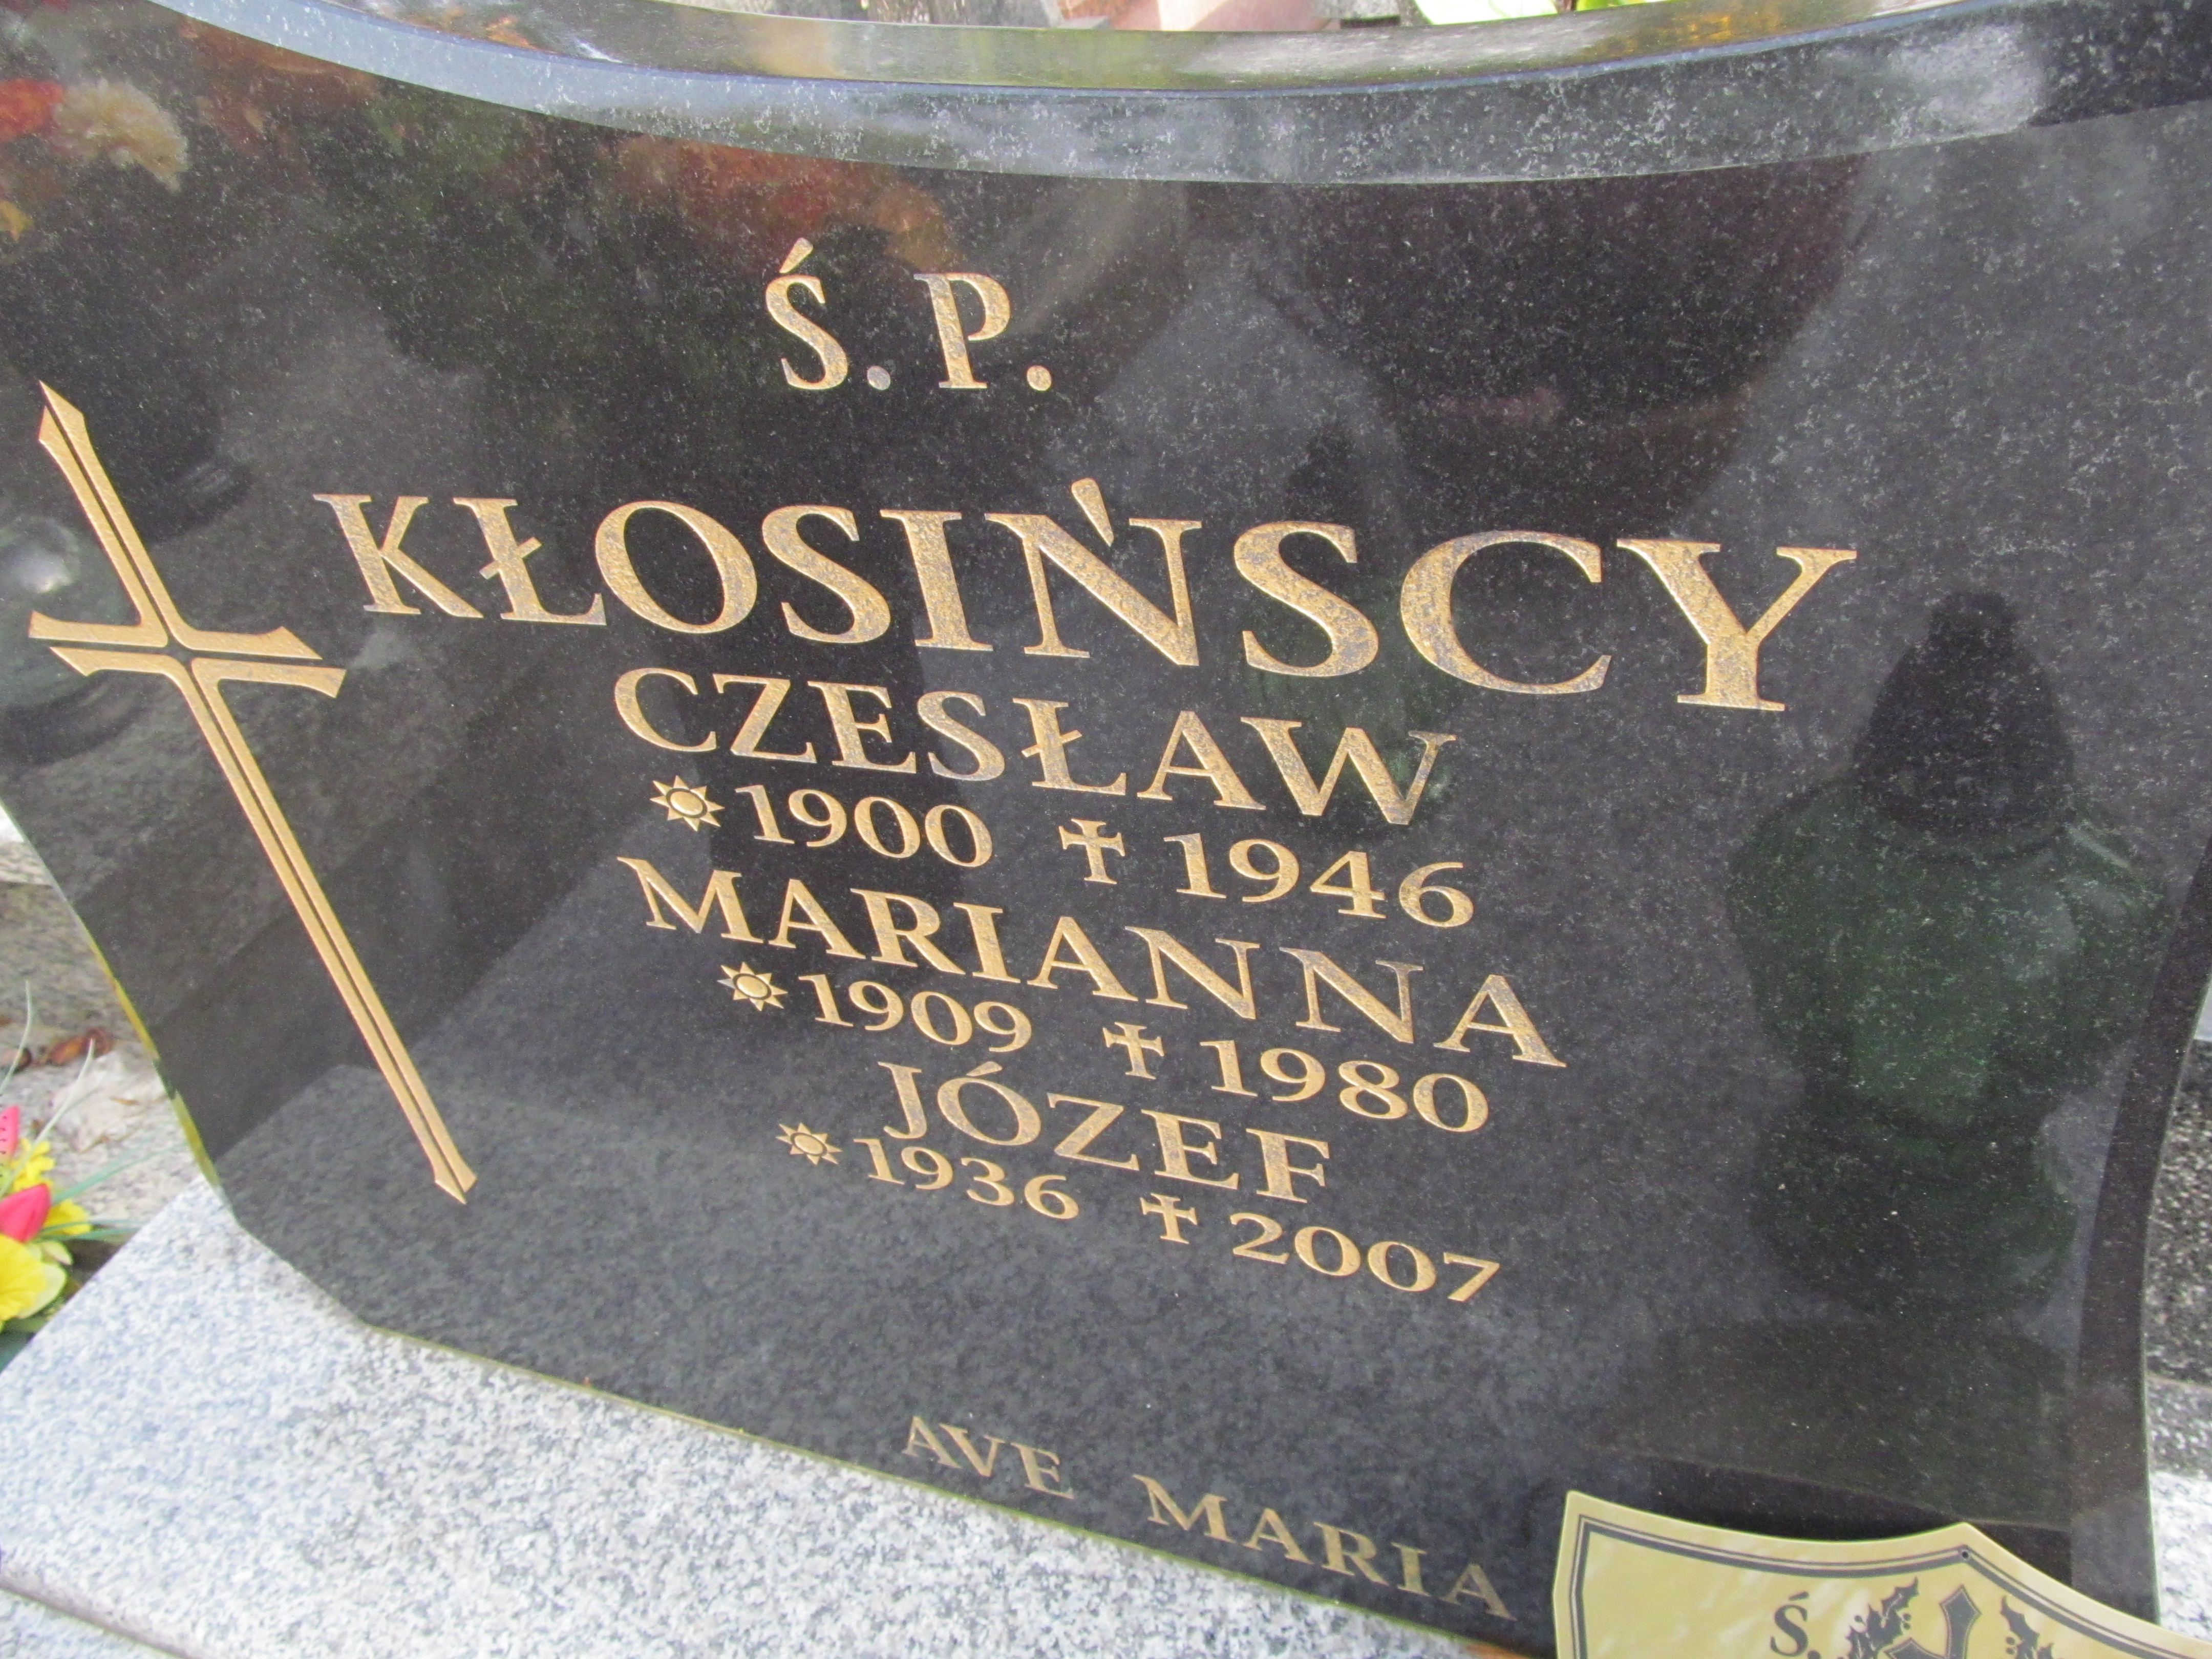 Ś. P.
KŁOSIŃSCY
CZESŁAW
1900 ✝ 1946
MARIANNA
1909 ✝ 1980
JÓZEF
1936 ✝ 2007
AVE MARIA
Ś.